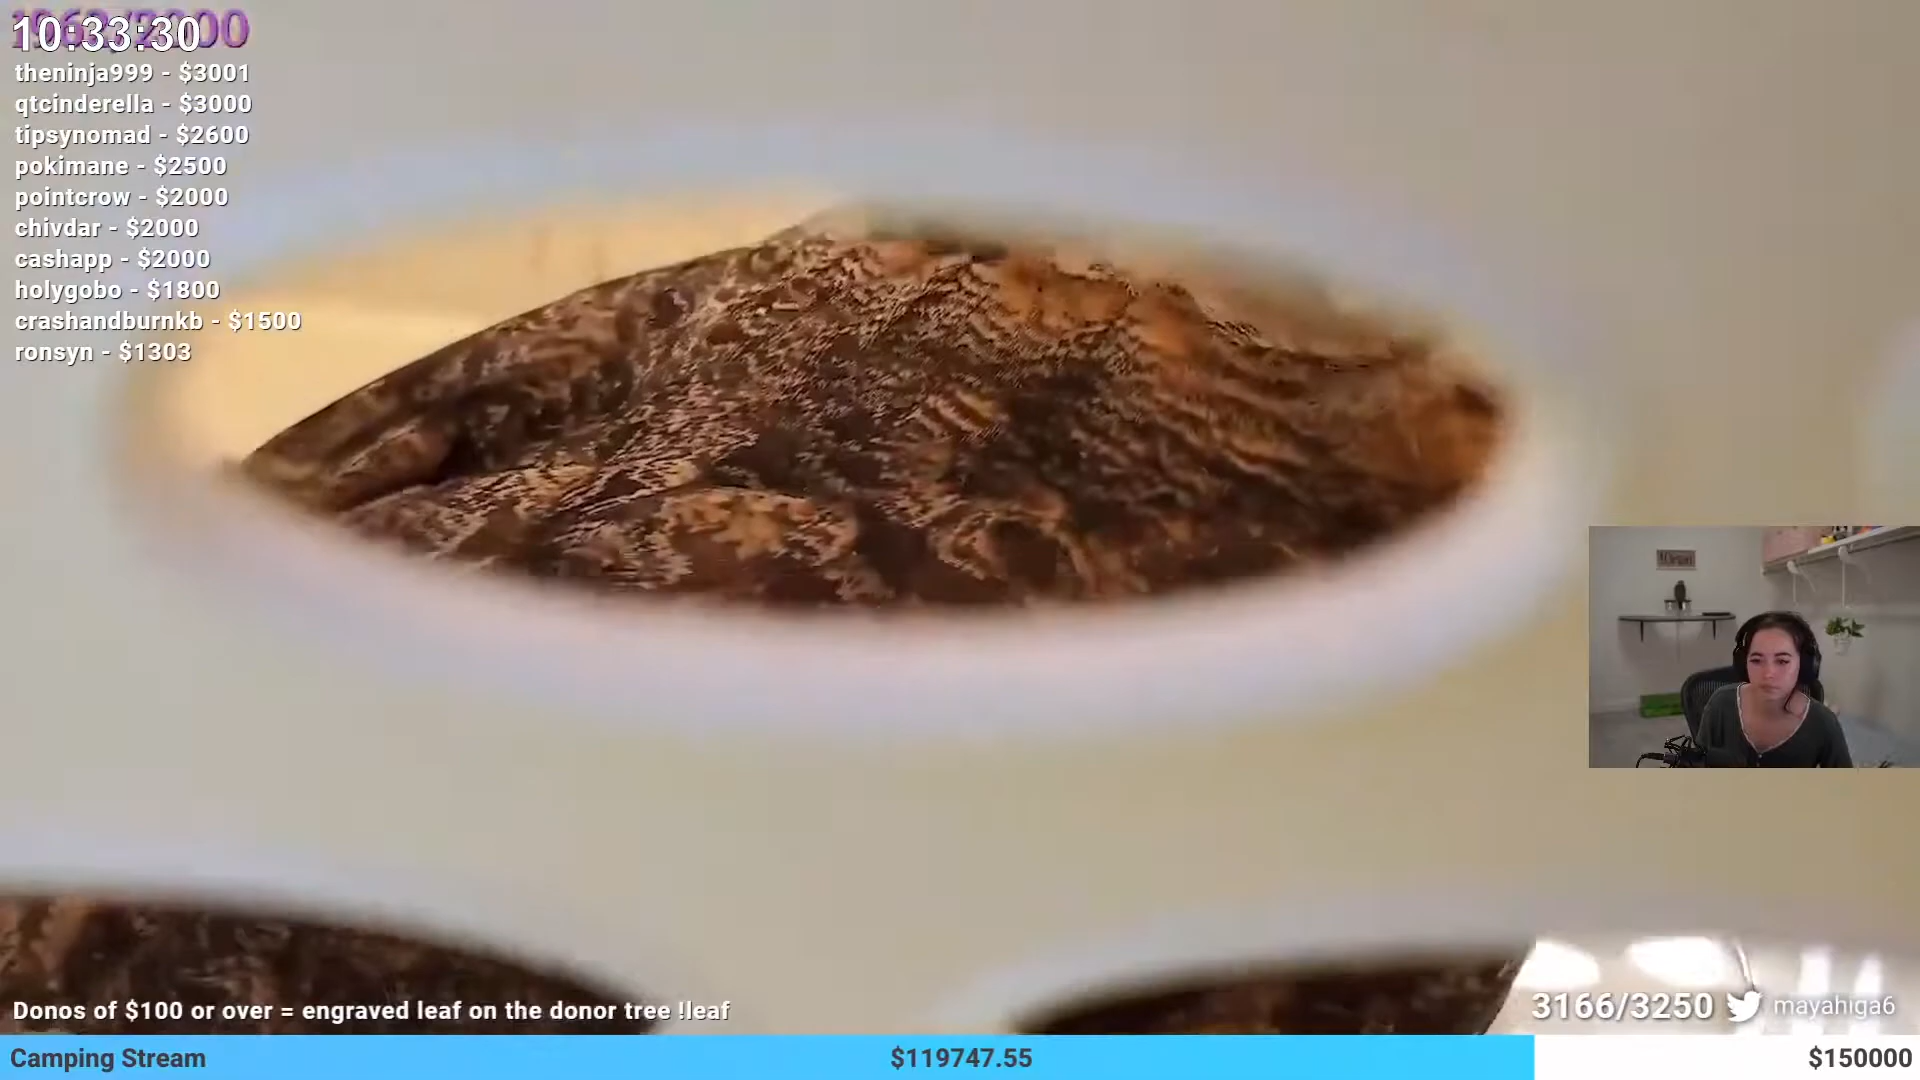 10:33:30
theninja999 - $3001
qtcinderella - $3000
tipsynomad - $2600
pokimane - $2500
pointcrow - $2000
chivdar - $2000
cashapp - $2000
holygobo - $1800
crashandburnkb - $1500
ronsyn - $1303
Donos of $100 or over = engraved leaf on the donor tree !leaf
3166/3250 mayahiga6
Camping Stream $119747.55 $150000